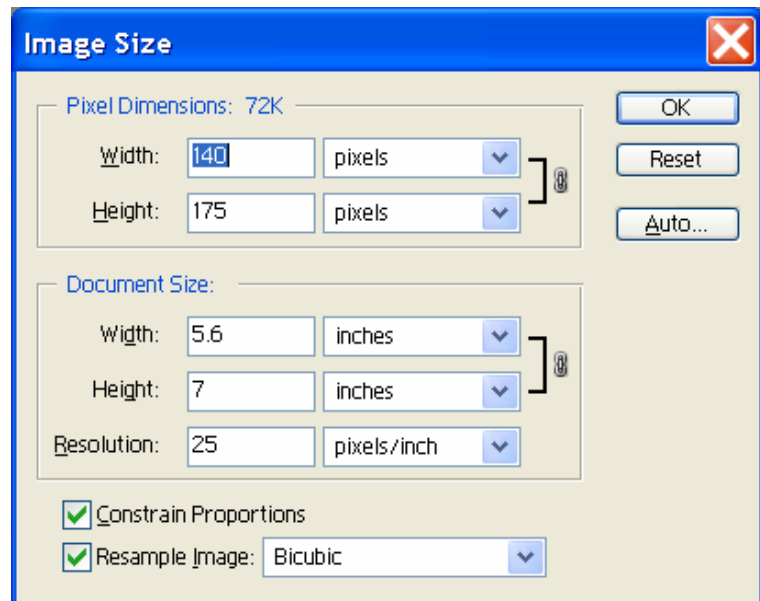 Image Size
Pixel Dimensions: 72K
OK
Width: 140 pixels
Reset
Height: 175 pixels
Auto...
Document Size:
Width: 5.6 inches
Height: 7 inches
Resolution: 25 pixels/inch
Constrain Proportions
Resample Image: Bicubic